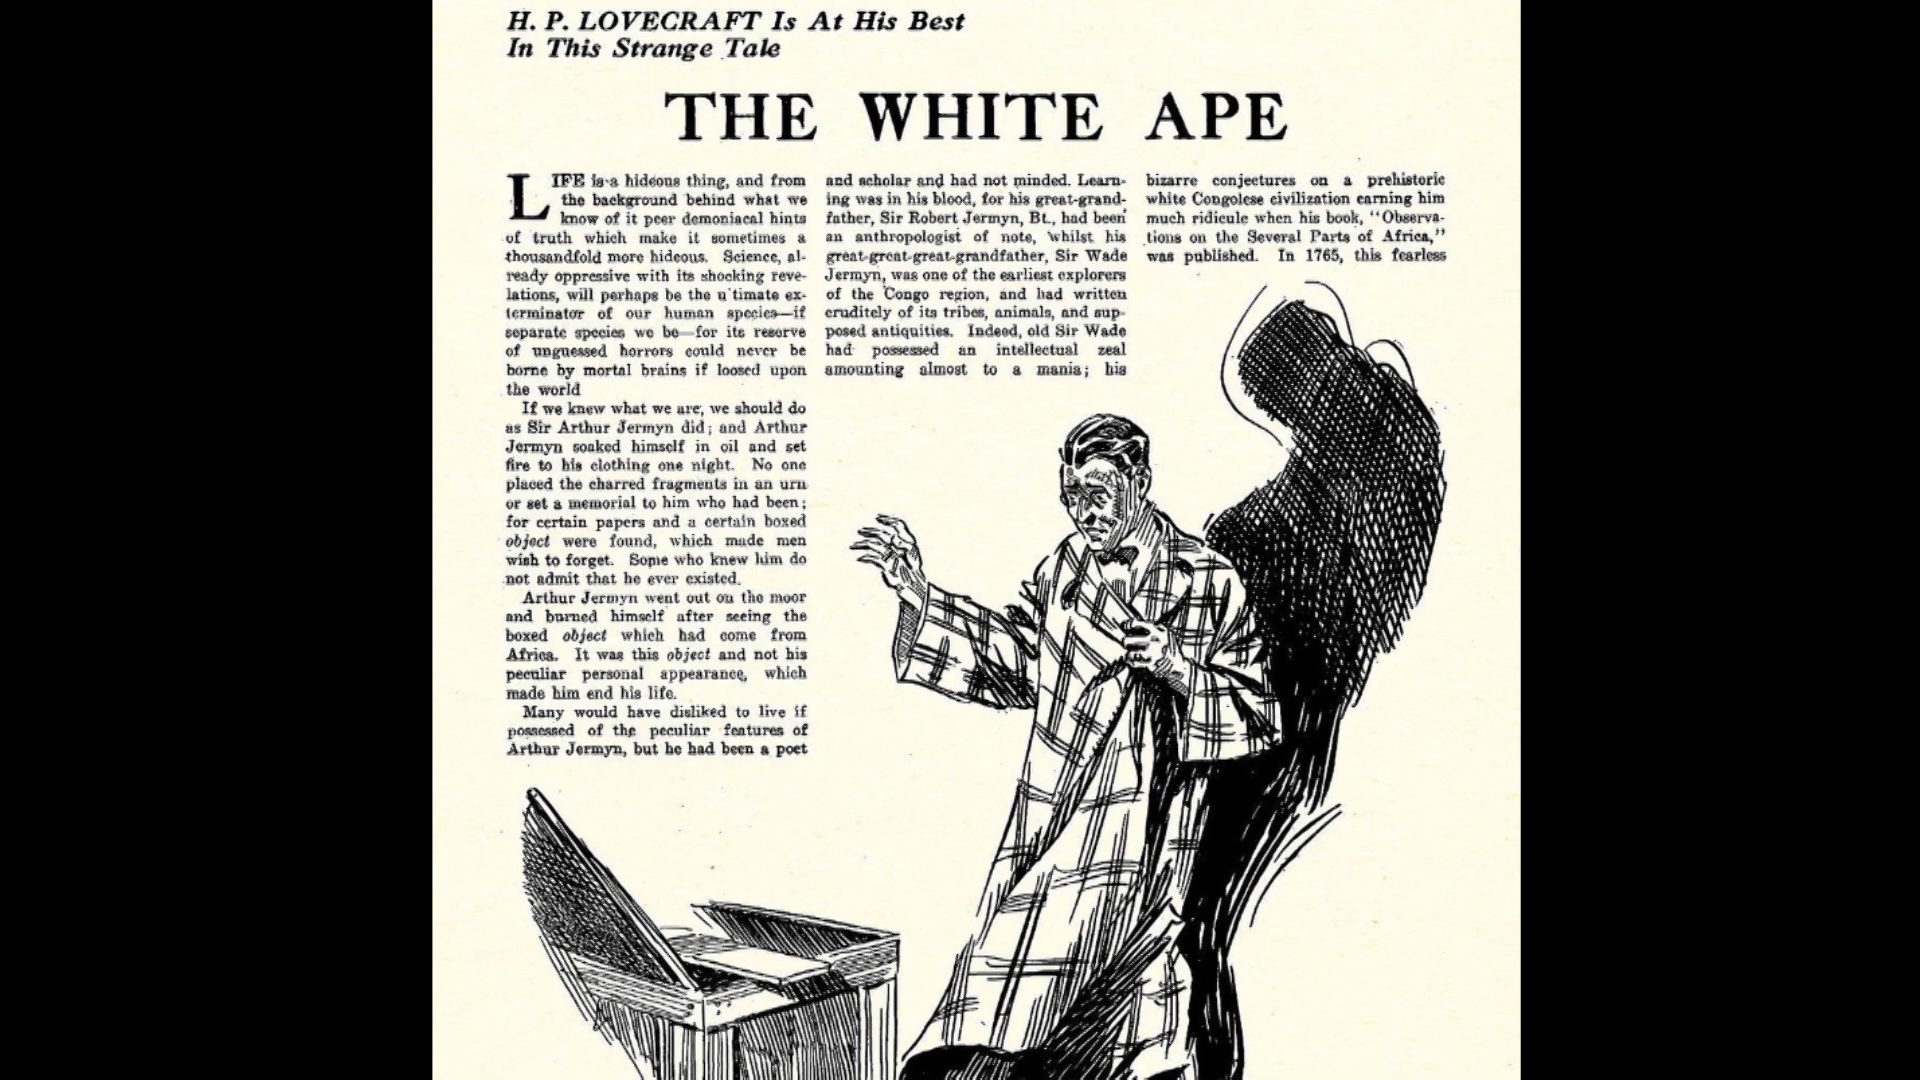 H. P. LOVECRAFT Is At His Best
In This Strange Tale
THE WHITE APE
LIFE is a hideous thing, and from
the background behind what we
know of it peer demoniacal hints
of truth which make it sometimes a
thousandfold more hideous. Science, al-
ready oppressive with its shocking reve-
lations, will perhaps be the u'timate ex-
terminator of our human species—if
separate species we be—for its reserve
of unguessed horrors could never be
borne by mortal brains if loosed upon
the world
If we knew what we are, we should do
as Sir Arthur Jermyn did; and Arthur
Jermyn soaked himself in oil and set
fire to his clothing one night. No one
placed the charred fragments in an urn
or set a memorial to him who had been;
for certain papers and a certain boxed
object were found, which made men
wish to forget. Some who knew him do
not admit that he ever existed.
Arthur Jermyn went out on the moor
and burned himself after seeing the
boxed object which had come from
Africa. It was this object and not his
peculiar personal appearance, which
made him end his life.
Many would have disliked to live if
possessed of the peculiar features of
Arthur Jermyn, but he had been a poet
and scholar and had not minded. Learn-
ing was in his blood, for his great-grand-
father, Sir Robert Jermyn, Bt., had been
an anthropologist of note, whilst his
great-great-great-grandfather, Sir Wade
Jermyn, was one of the earliest explorers
of the Congo region, and had written
eruditely of its tribes, animals, and sup-
posed antiquities. Indeed, old Sir Wade
had possessed an intellectual zeal
amounting almost to a mania; his
bizarre conjectures on a prehistoric
white Congolese civilization earning him
much ridicule when his book, "Observa-
tions on the Several Parts of Africa,"
was published. In 1765, this fearless